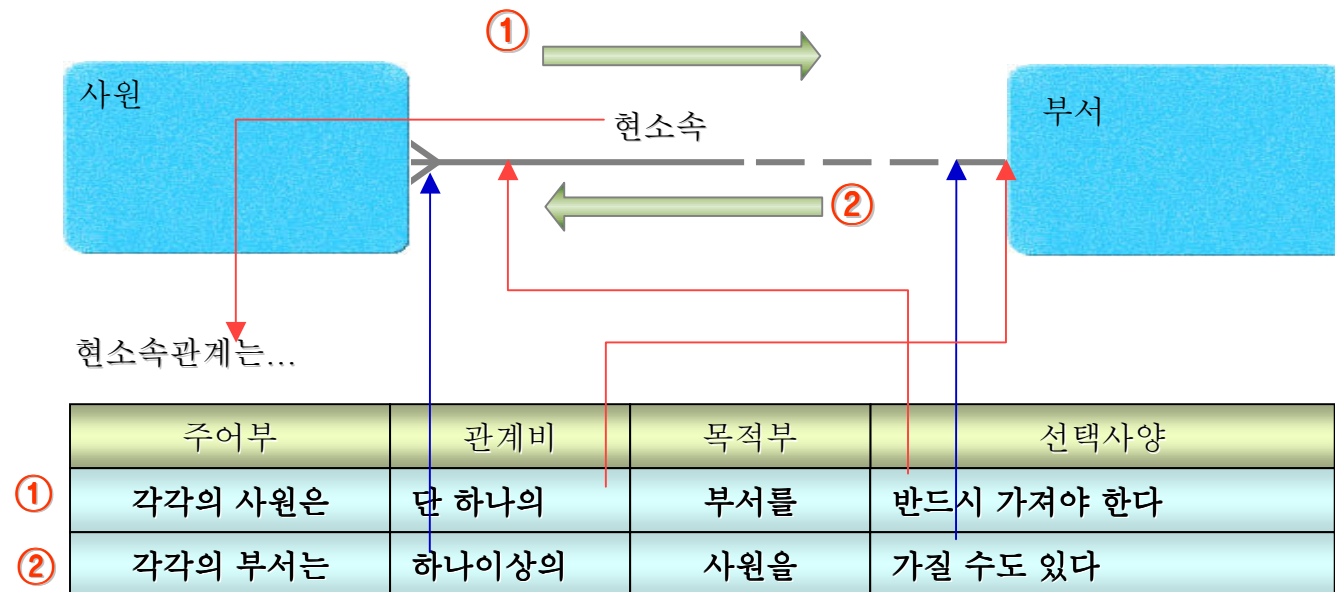 ①
사원
현소속
부서
②
현소속관계는...
주어부 관계비 목적부 선택사양
① 각각의 사원은 단 하나의 부서를 반드시 가져야 한다
② 각각의 부서는 하나이상의 사원을 가질 수도 있다